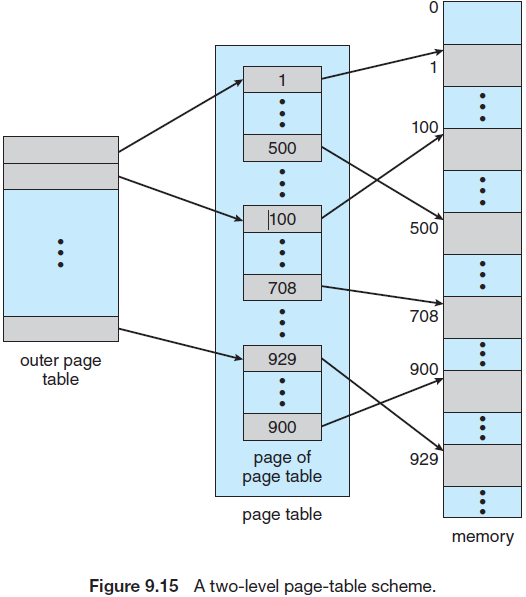 0
1
1
100
500
500
100
708
708
929
900
900
929
outer page
table
page of
page table
page table
memory
Figure 9.15 A two-level page-table scheme.